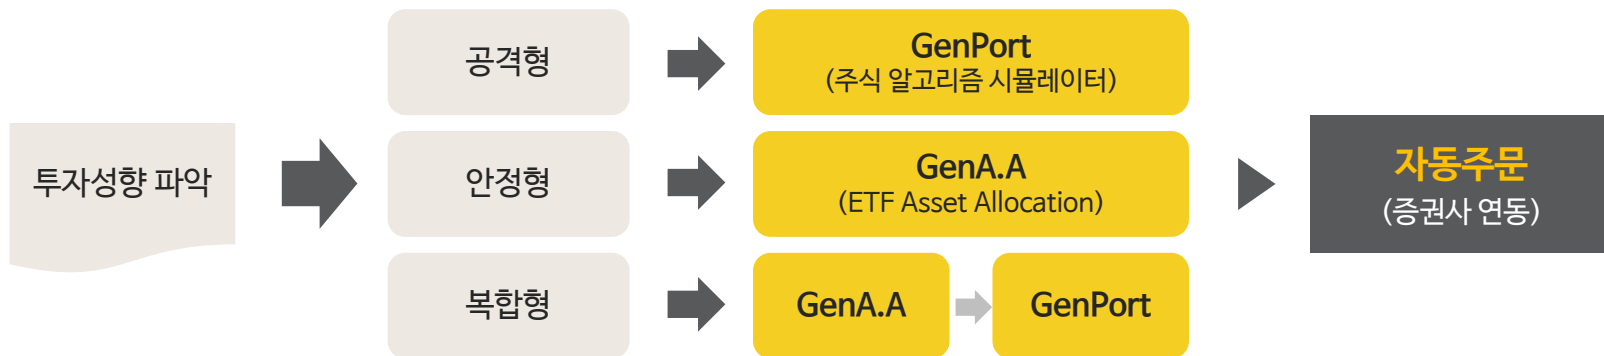 투자성향 파악
공격형
GenPort
(주식 알고리즘 시뮬레이터)
안정형
GenA.A
(ETF Asset Allocation)
복합형
GenA.A
GenPort
자동주문
(증권사 연동)